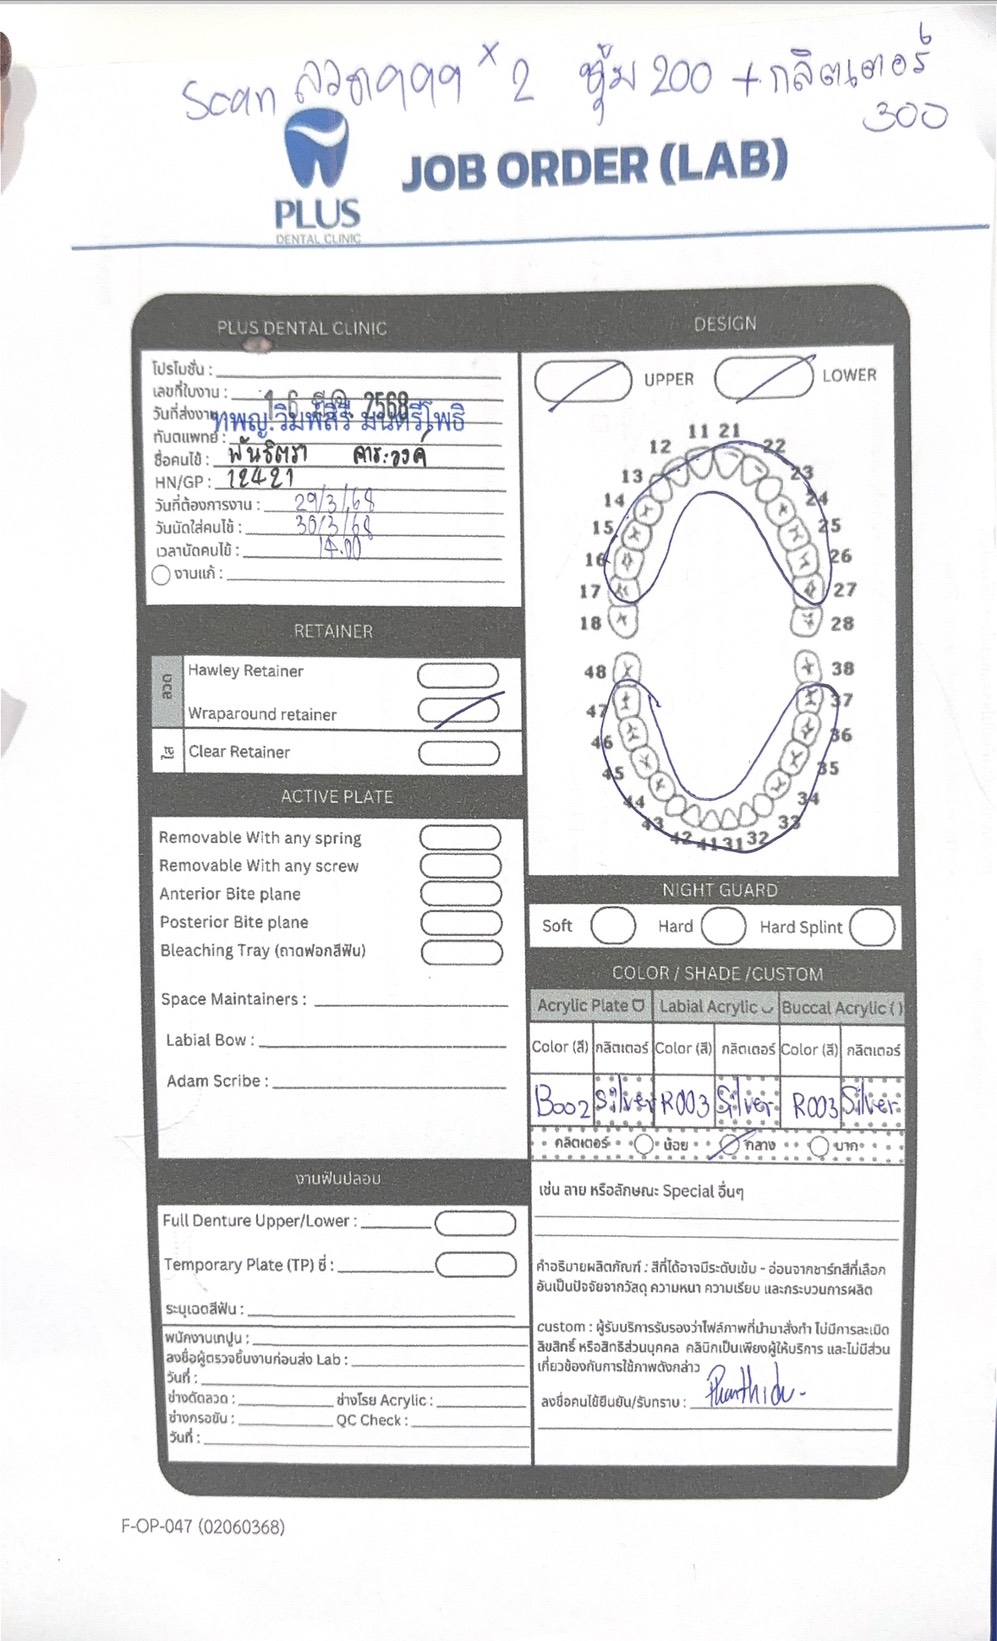 Scan ลวด999 x 2 หุ้ม 200 + กลิตเตอร์
300
PLUS
DENTAL CLINIC
JOB ORDER (LAB)
PLUS DENTAL CLINIC
โปรโมชั่น :
เลขที่ใบงาน :
วันที่ส่งงาน 16 มี.ค. 2568
ทันตแพทย์ : ทพญ.วิมพ์สิริ มนตรีโพธิ
ชื่อคนไข้ : พันธิตรา
HN/GP : 12421
วันที่ต้องการงาน : 29/3/68
วันนัดใส่คนไข้ : 30/3/68
เวลานัดคนไข้ : 14.00
งานแก้ :
DESIGN
UPPER
LOWER
11 21
12 22
13 23
14 24
15 25
16 26
17 27
18 28
48 38
47 37
46 36
45 35
44 34
43 33
42 41 31 32
RETAINER
ลวด
Hawley Retainer
Wraparound retainer
ใส
Clear Retainer
ACTIVE PLATE
Removable With any spring
Removable With any screw
Anterior Bite plane
Posterior Bite plane
Bleaching Tray (ถาดฟอกสีฟัน)
Space Maintainers :
Labial Bow :
Adam Scribe :
NIGHT GUARD
Soft
Hard
Hard Splint
COLOR / SHADE /CUSTOM
Acrylic Plate
Labial Acrylic
Buccal Acrylic ( )
Color (สี) กลิตเตอร์ Color (สี) กลิตเตอร์ Color (สี) กลิตเตอร์
B002 Silver R003 Silver R003 Silver
กลิตเตอร์ น้อย กลาง มาก
เช่น ลาย หรือลักษณะ Special อื่นๆ
คำอธิบายผลิตภัณฑ์ : สีที่ได้อาจมีระดับเข้ม - อ่อนจากชาร์ทสีที่เลือก
อันเป็นปัจจัยจากวัสดุ ความหนา ความเรียบ และกระบวนการผลิต
custom : ผู้รับบริการรับรองว่าไฟล์ภาพที่นำมาสั่งทำ ไม่มีการละเมิด
ลิขสิทธิ์ หรือสิทธิส่วนบุคคล คลินิกเป็นเพียงผู้ให้บริการ และไม่มีส่วน
เกี่ยวข้องกับการใช้ภาพดังกล่าว
ลงชื่อคนไข้ยืนยัน/รับทราบ :
งานฟันปลอม
Full Denture Upper/Lower :
Temporary Plate (TP) ซี่ :
ระบุเฉดสีฟัน :
พนักงานเทปูน :
ลงชื่อผู้ตรวจชิ้นงานก่อนส่ง Lab :
วันที่ :
ช่างดัดลวด : ช่างโรย Acrylic :
ช่างกรอขัน : QC Check :
วันที่ :
F-OP-047 (02060368)